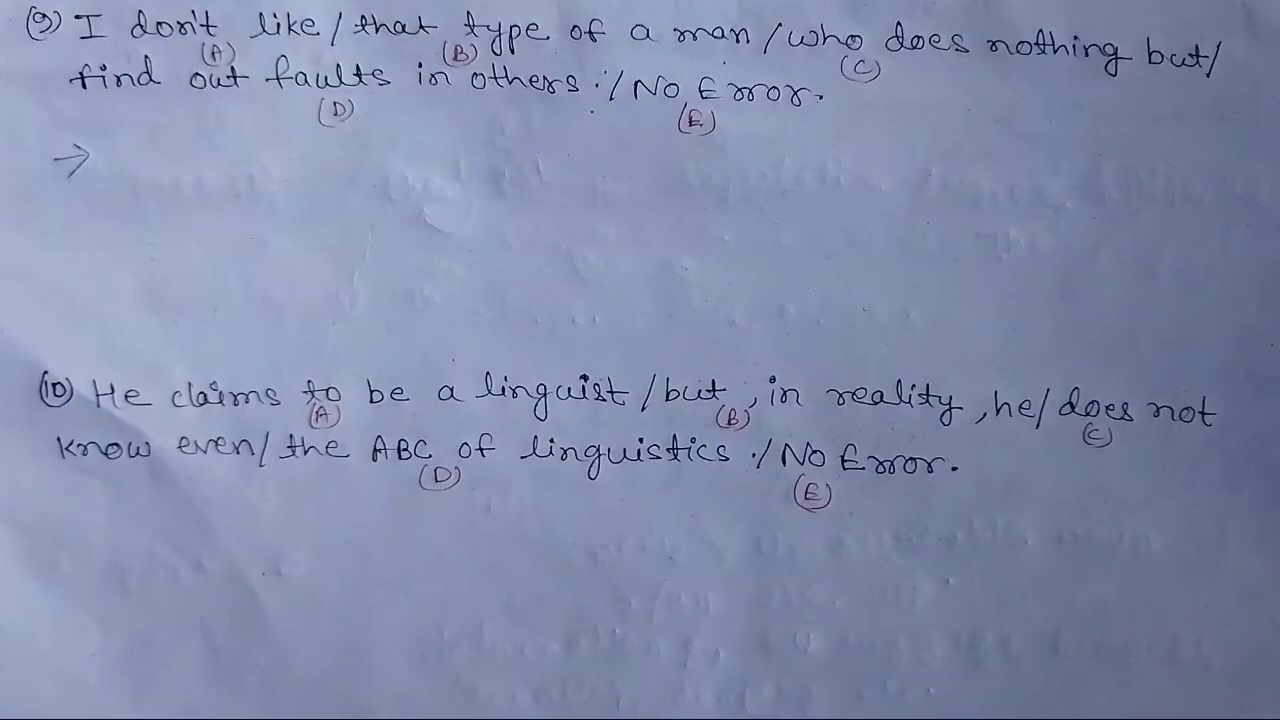 (9) I don't like / that type of a man / who does nothing but /
(A) (B) (C)
find out faults in others. / No Error.
(D) (E)
→
(10) He claims to be a linguist / but, in reality, he / does not
(A) (B) (C)
know even / the ABC of linguistics. / No Error.
(D) (E)